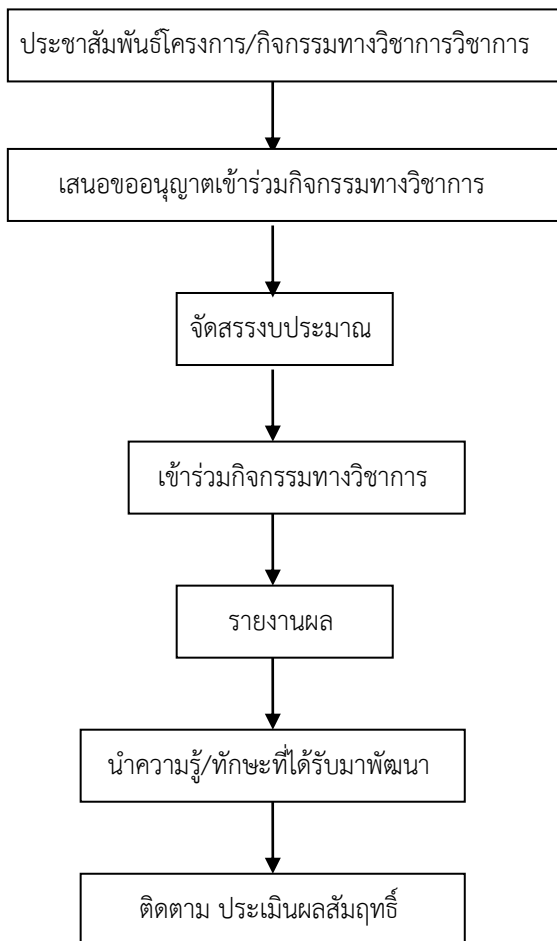 ประชาสัมพันธ์โครงการ/กิจกรรมทางวิชาการวิชาการ
เสนอขออนุญาตเข้าร่วมกิจกรรมทางวิชาการ
จัดสรรงบประมาณ
เข้าร่วมกิจกรรมทางวิชาการ
รายงานผล
นำความรู้/ทักษะที่ได้รับมาพัฒนา
ติดตาม ประเมินผลสัมฤทธิ์